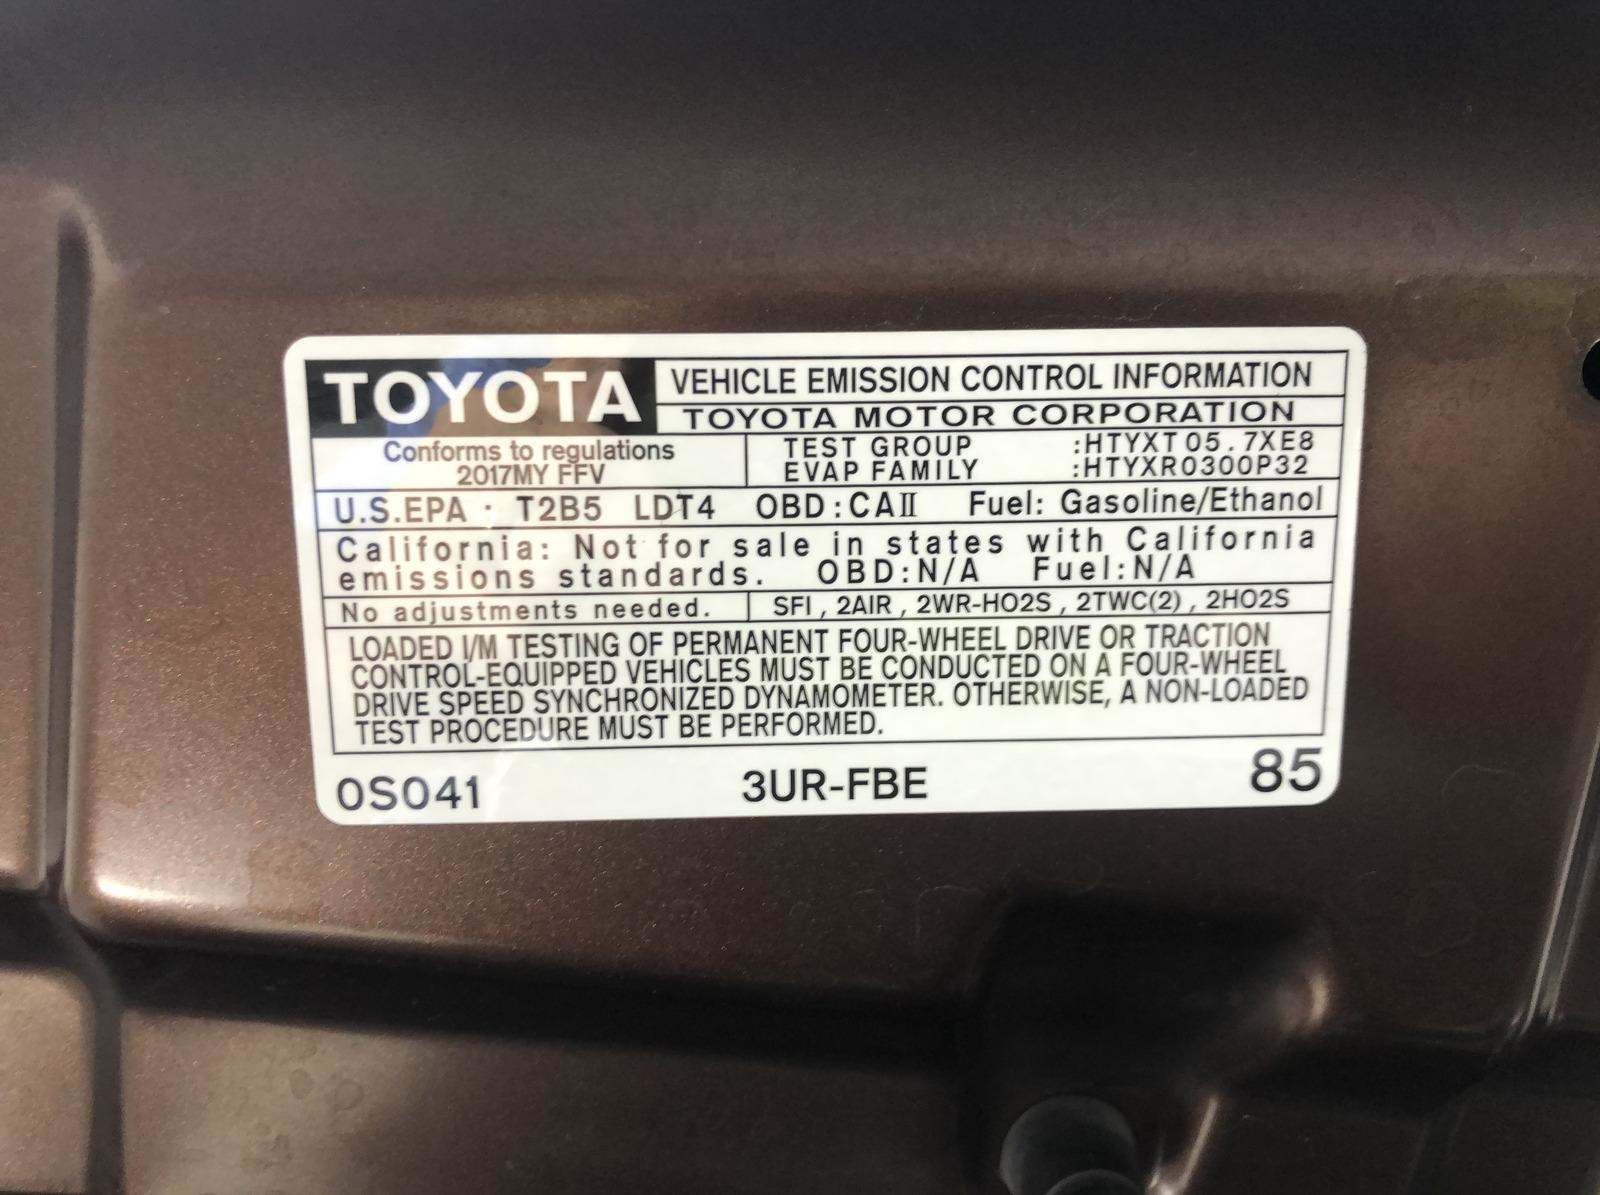 TOYOTA
VEHICLE EMISSION CONTROL INFORMATION
TOYOTA MOTOR CORPORATION
Conforms to regulations
2017MY FFV
TEST GROUP :HTYXT05.7XE8
EVAP FAMILY :HTYXR0300P32
U.S.EPA : T2B5 LDT4 OBD:CAⅡ Fuel: Gasoline/Ethanol
California: Not for sale in states with California
emissions standards. OBD:N/A Fuel:N/A
No adjustments needed.
SFI , 2AIR , 2WR-HO2S , 2TWC(2) , 2HO2S
LOADED I/M TESTING OF PERMANENT FOUR-WHEEL DRIVE OR TRACTION
CONTROL-EQUIPPED VEHICLES MUST BE CONDUCTED ON A FOUR-WHEEL
DRIVE SPEED SYNCHRONIZED DYNAMOMETER. OTHERWISE, A NON-LOADED
TEST PROCEDURE MUST BE PERFORMED.
0S041 3UR-FBE 85